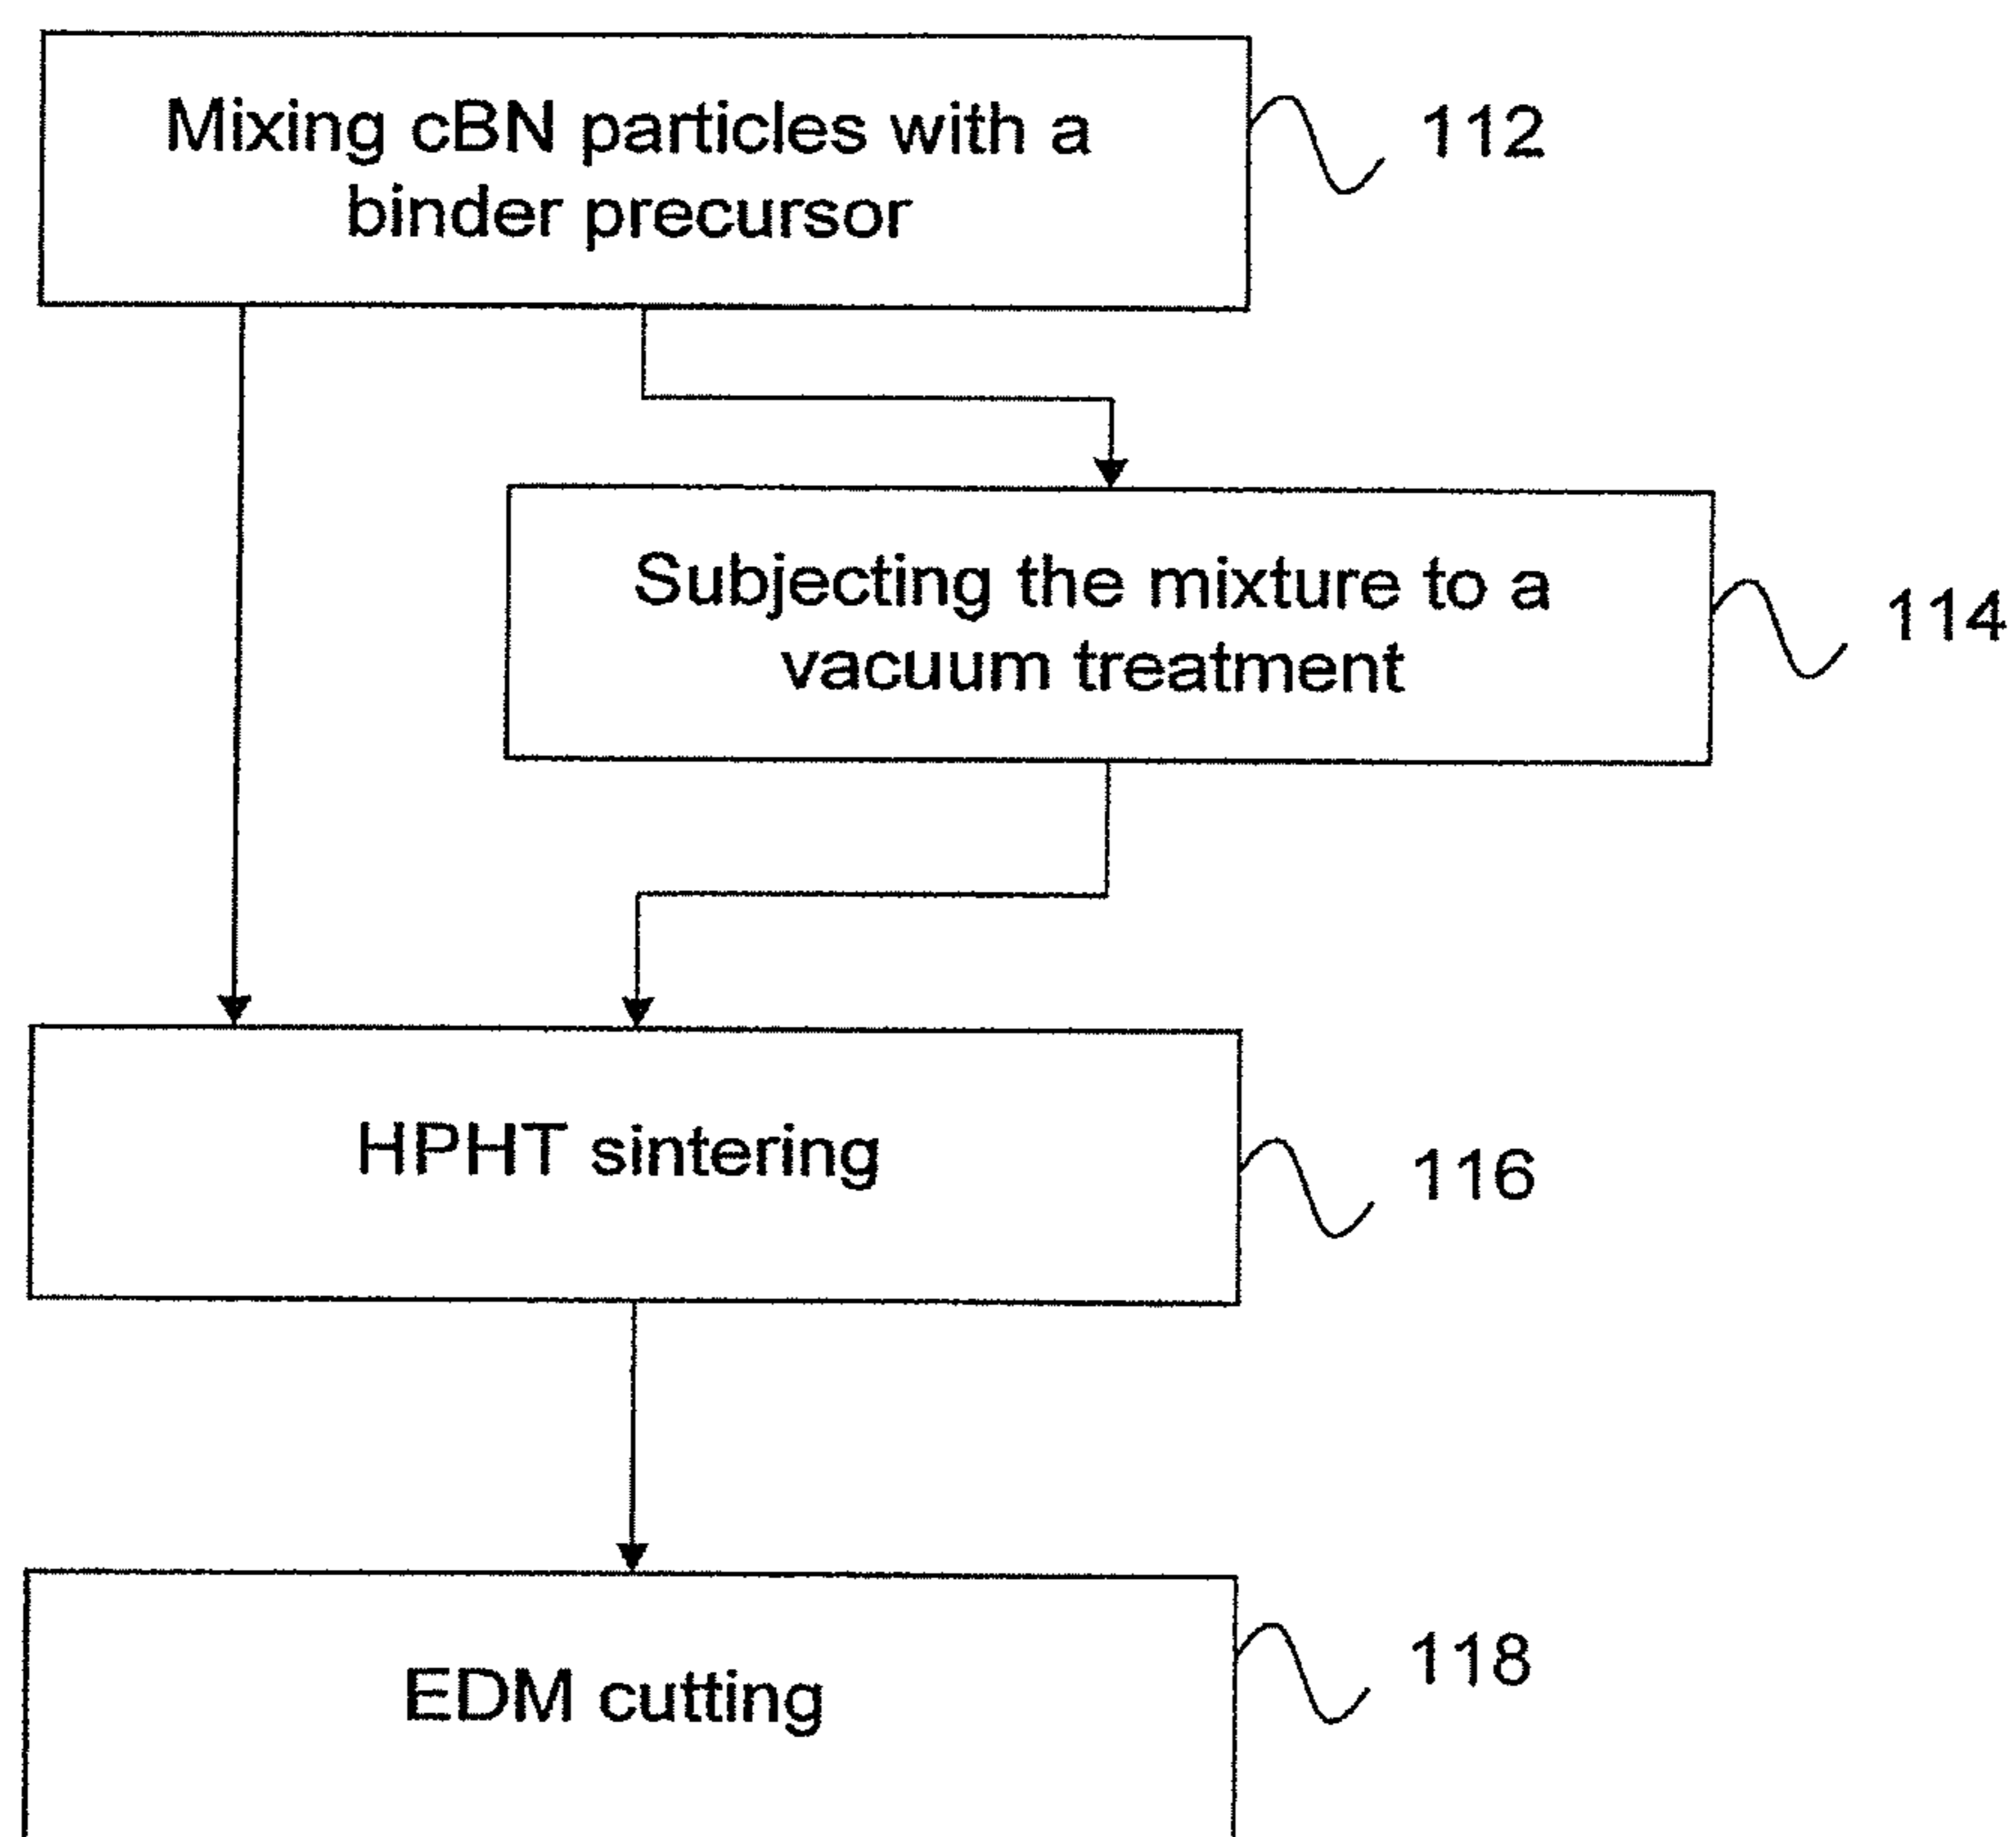 Mixing cBN particles with a
binder precursor
112
Subjecting the mixture to a
vacuum treatment
114
HPHT sintering
116
EDM cutting
118